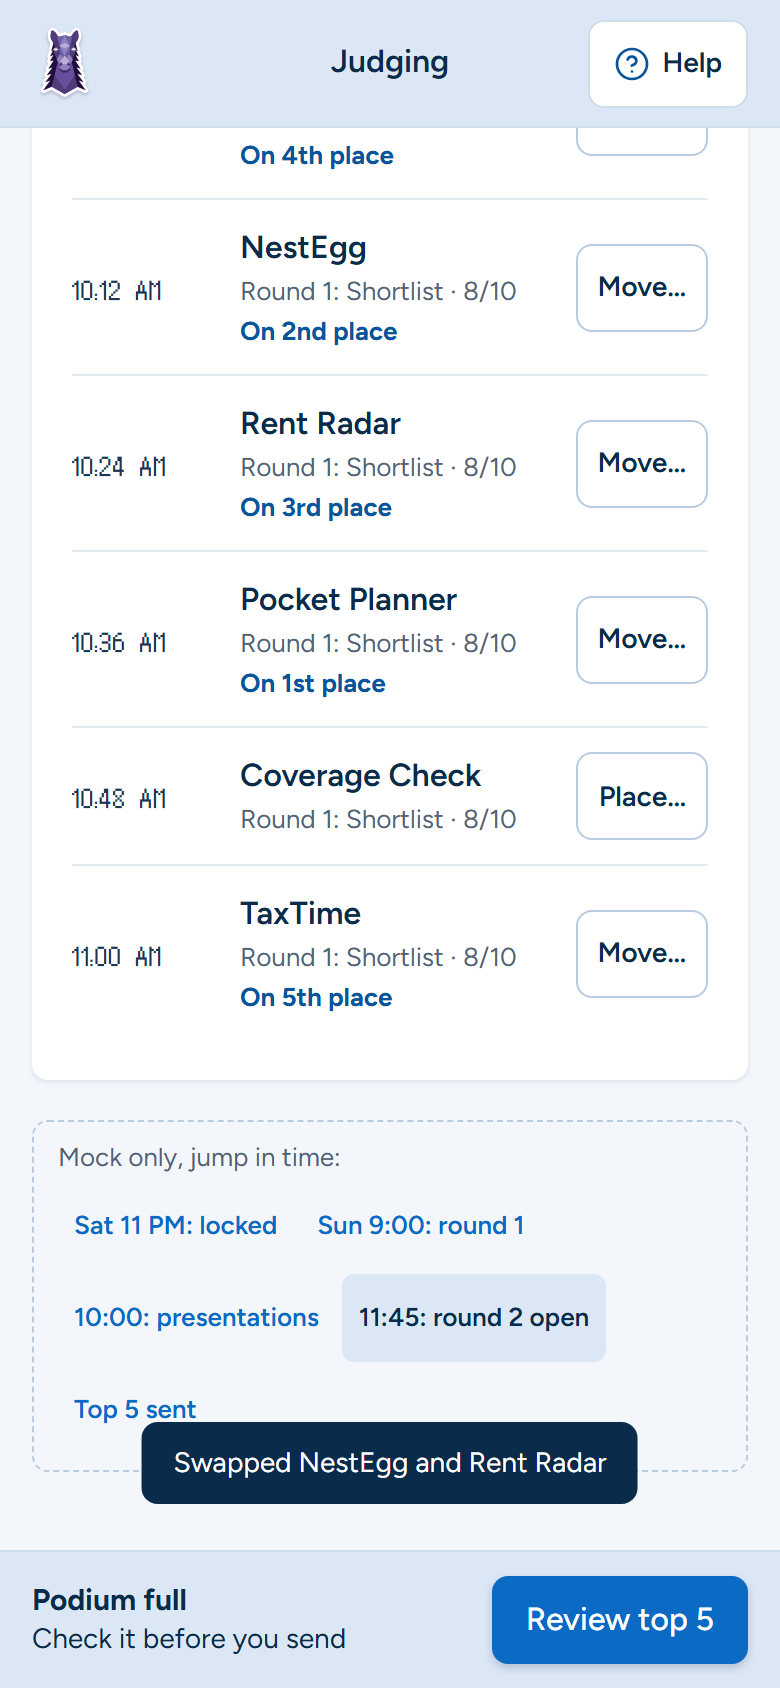 Judging
Help
On 4th place
NestEgg
10:12 AM
Round 1: Shortlist · 8/10
Move...
On 2nd place
Rent Radar
10:24 AM
Round 1: Shortlist · 8/10
Move...
On 3rd place
Pocket Planner
10:36 AM
Round 1: Shortlist · 8/10
Move...
On 1st place
Coverage Check
10:48 AM
Round 1: Shortlist · 8/10
Place...
TaxTime
11:00 AM
Round 1: Shortlist · 8/10
Move...
On 5th place
Mock only, jump in time:
Sat 11 PM: locked
Sun 9:00: round 1
10:00: presentations
11:45: round 2 open
Top 5 sent
Swapped NestEgg and Rent Radar
Podium full
Check it before you send
Review top 5